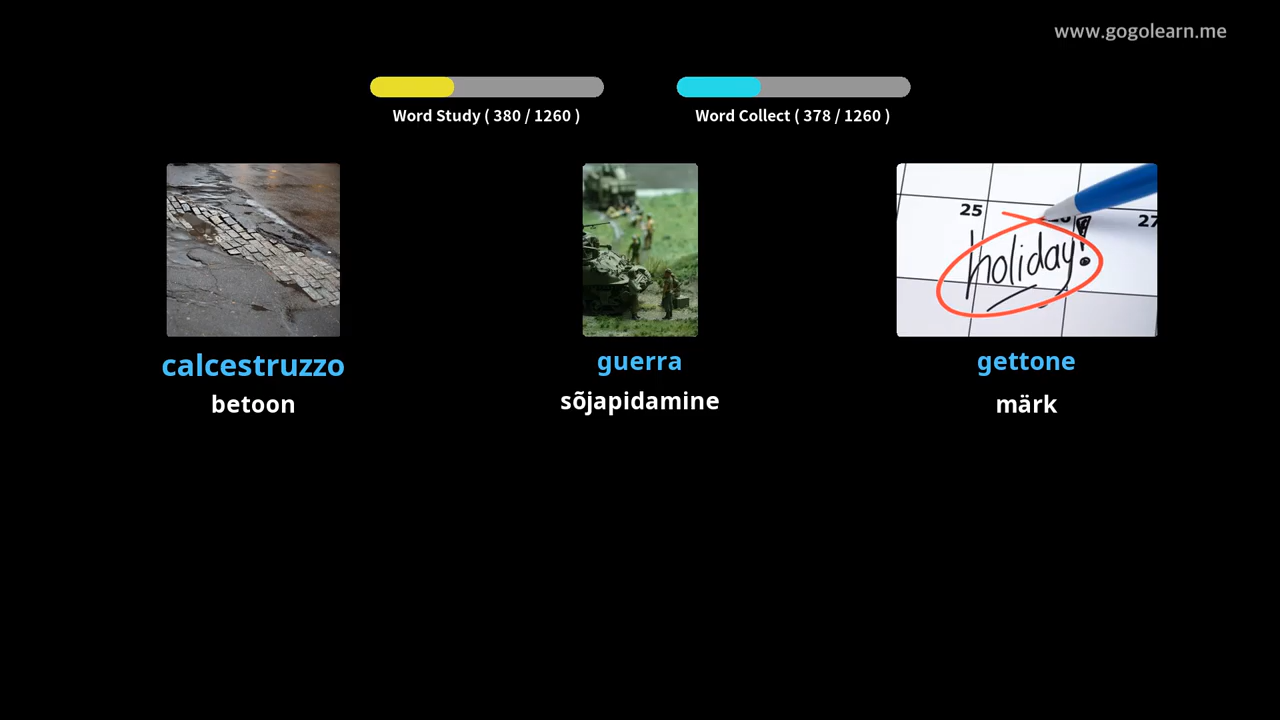 www.gogolearn.me
Word Study ( 380 / 1260 )
Word Collect ( 378 / 1260 )
25
27
holiday!
calcestruzzo
guerra
gettone
betoon
sõjapidamine
märk